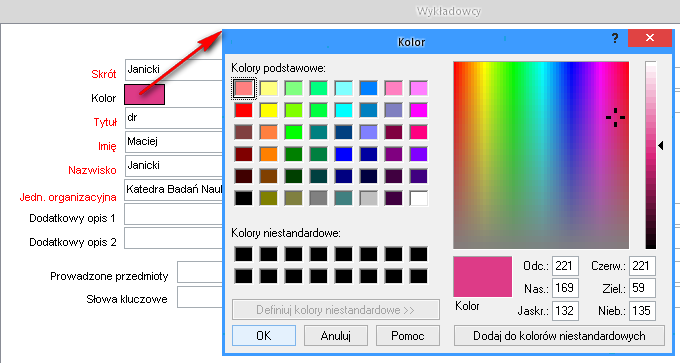 Wykładowcy
Skrót Janicki
Kolor
Tytuł dr
Imię Maciej
Nazwisko Janicki
Jedn. organizacyjna Katedra Badań Nauk
Dodatkowy opis 1
Dodatkowy opis 2
Prowadzone przedmioty
Słowa kluczowe
Kolor
?
Kolory podstawowe:
Kolory niestandardowe:
Definiuj kolory niestandardowe >>
OK Anuluj Pomoc
Kolor
Odc.: 221 Czerw.: 221
Nas.: 169 Ziel.: 59
Jaskr.: 132 Nieb.: 135
Dodaj do kolorów niestandardowych